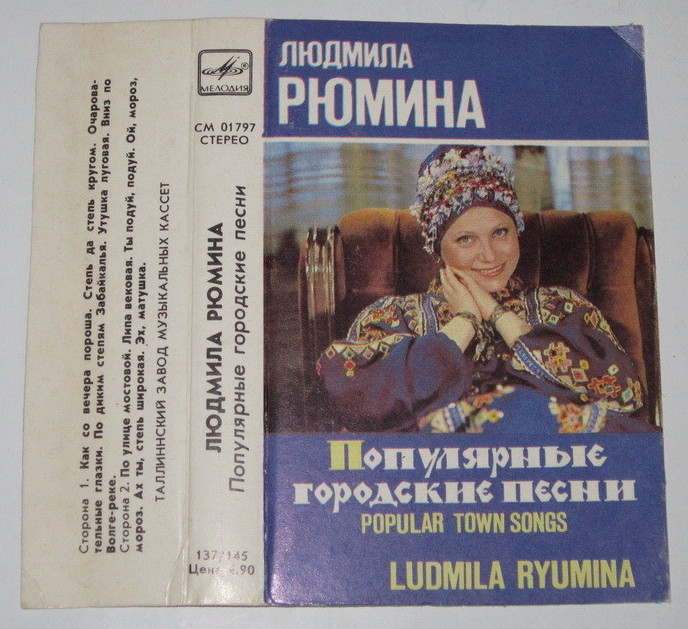 Сторона 1. Как со вечера пороша. Степь да степь кругом. Очарова-
тельные глазки. По диким степям Забайкалья. Утушка луговая. Вниз по
Волге-реке.
Сторона 2. По улице мостовой. Липа вековая. Ты подуй, подуй. Ой, мороз,
мороз. Ах ты, степь широкая. Эх, матушка.
ТАЛЛИННСКИЙ ЗАВОД МУЗЫКАЛЬНЫХ КАССЕТ
МЕЛОДИЯ
СМ 01797
СТЕРЕО
ЛЮДМИЛА РЮМИНА
Популярные городские песни
137/145
Цена
ЛЮДМИЛА
РЮМИНА
Популярные
городские песни
POPULAR TOWN SONGS
LUDMILA RYUMINA